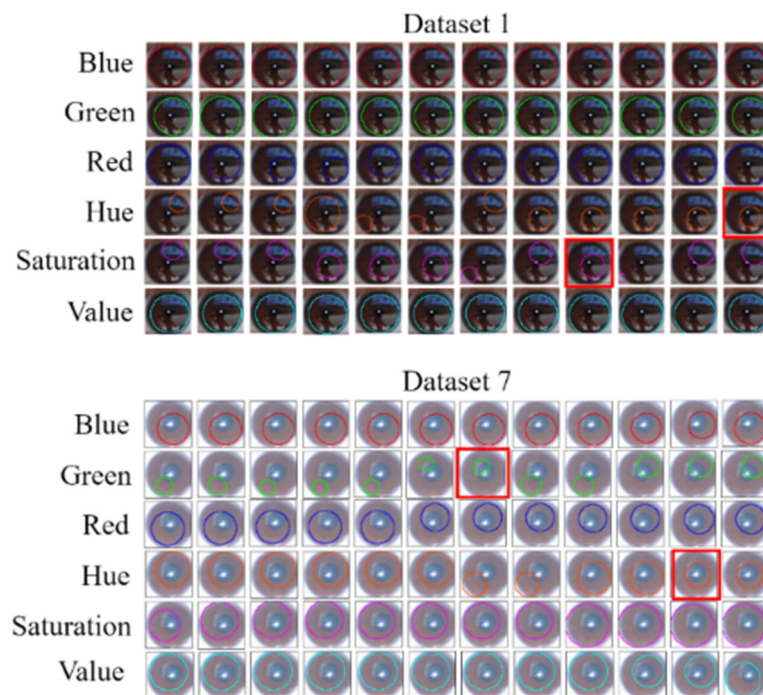 Dataset 1
Blue
Green
Red
Hue
Saturation
Value
Dataset 7
Blue
Green
Red
Hue
Saturation
Value